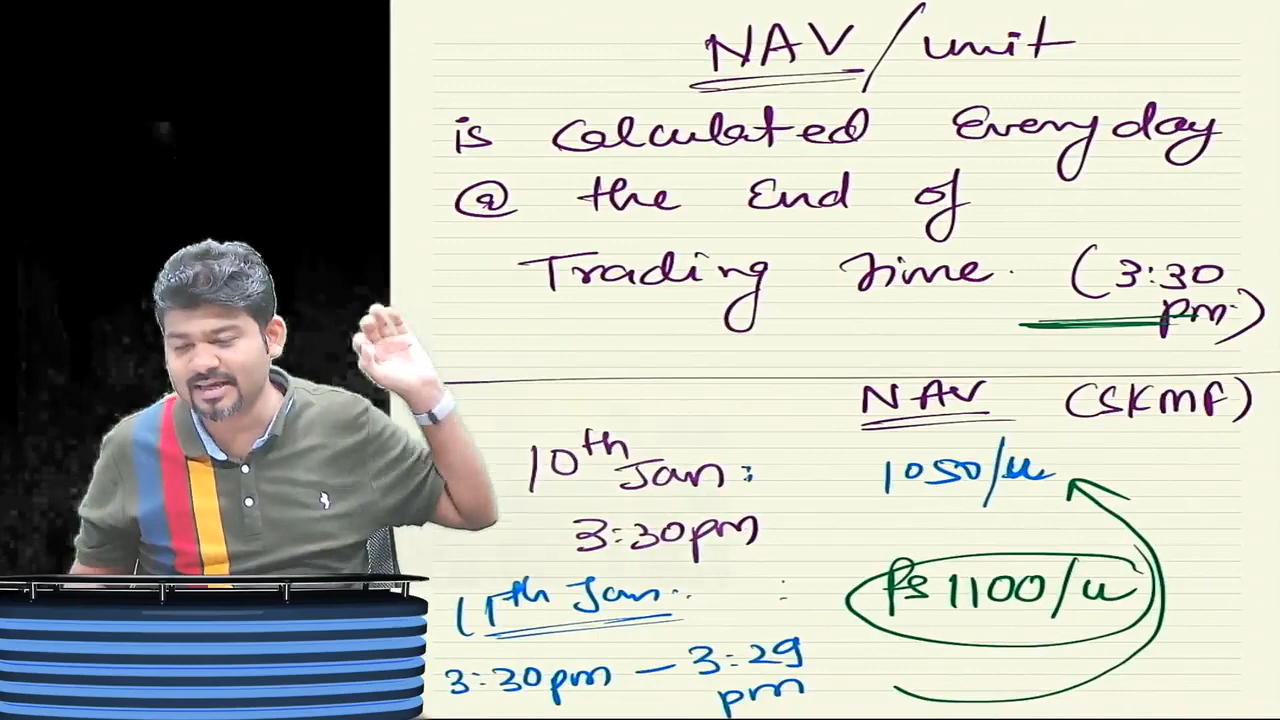 NAV/unit
is Calculated Everyday
@ the End of
Trading time. (3:30
pm.)
NAV (SKMF)
10th Jan: 1050/u
3:30pm
11th Jan.. : Rs 1100/u
3:30pm - 3:29
pm